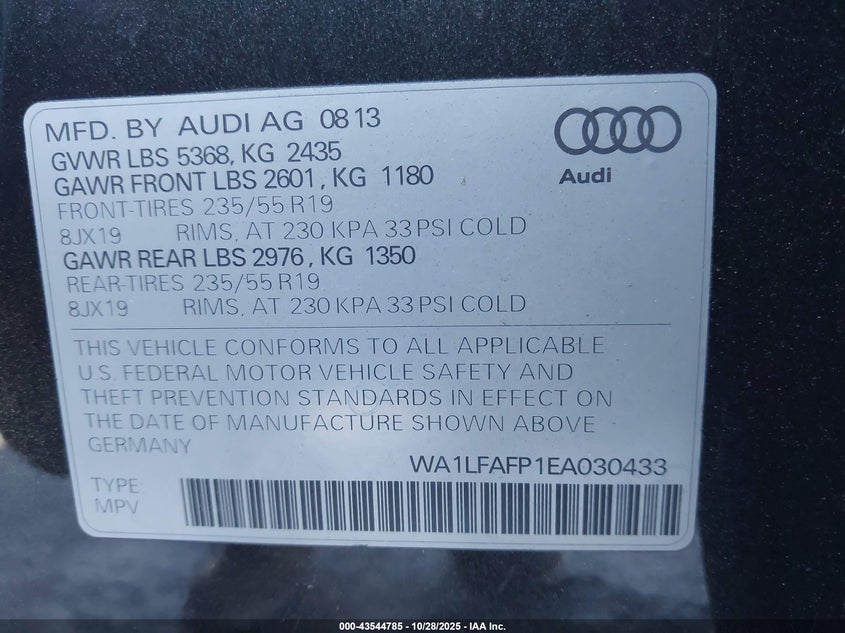 MFD. BY AUDI AG 08 13
GVWR LBS 5368, KG 2435
GAWR FRONT LBS 2601, KG 1180
FRONT-TIRES 235/55 R19
8JX19 RIMS, AT 230 KPA 33 PSI COLD
GAWR REAR LBS 2976, KG 1350
REAR-TIRES 235/55 R19
8JX19 RIMS, AT 230 KPA 33 PSI COLD
Audi
THIS VEHICLE CONFORMS TO ALL APPLICABLE
U.S. FEDERAL MOTOR VEHICLE SAFETY AND
THEFT PREVENTION STANDARDS IN EFFECT ON
THE DATE OF MANUFACTURE SHOWN ABOVE
GERMANY
WA1LFAFP1EA030433
TYPE
MPV
000-43544785 - 10/28/2025 - IAA Inc.